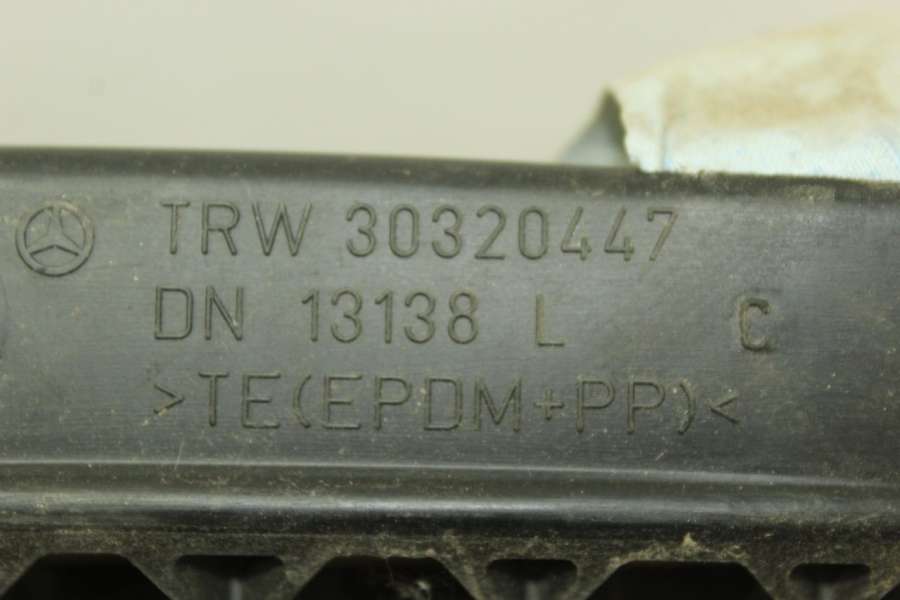 TRW 30320447
DN 13138 L C
>TE(EPDM+PP)<